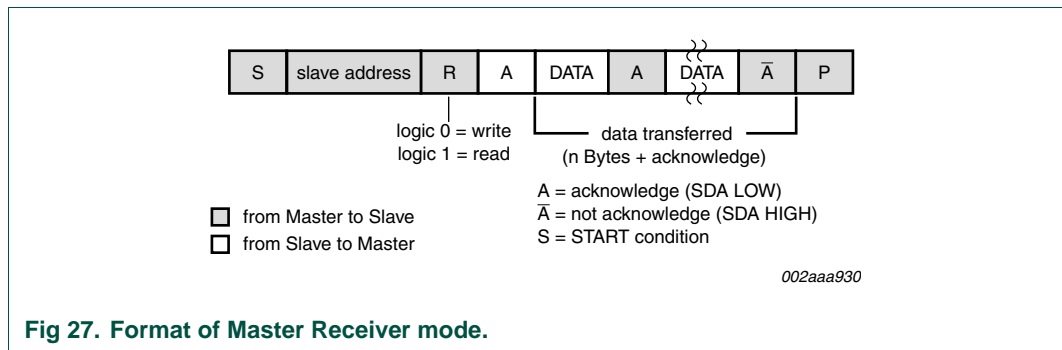 S slave address R A DATA A DATA A̅ P
logic 0 = write
logic 1 = read
data transferred
(n Bytes + acknowledge)
A = acknowledge (SDA LOW)
A̅ = not acknowledge (SDA HIGH)
S = START condition
from Master to Slave
from Slave to Master
002aaa930
Fig 27. Format of Master Receiver mode.